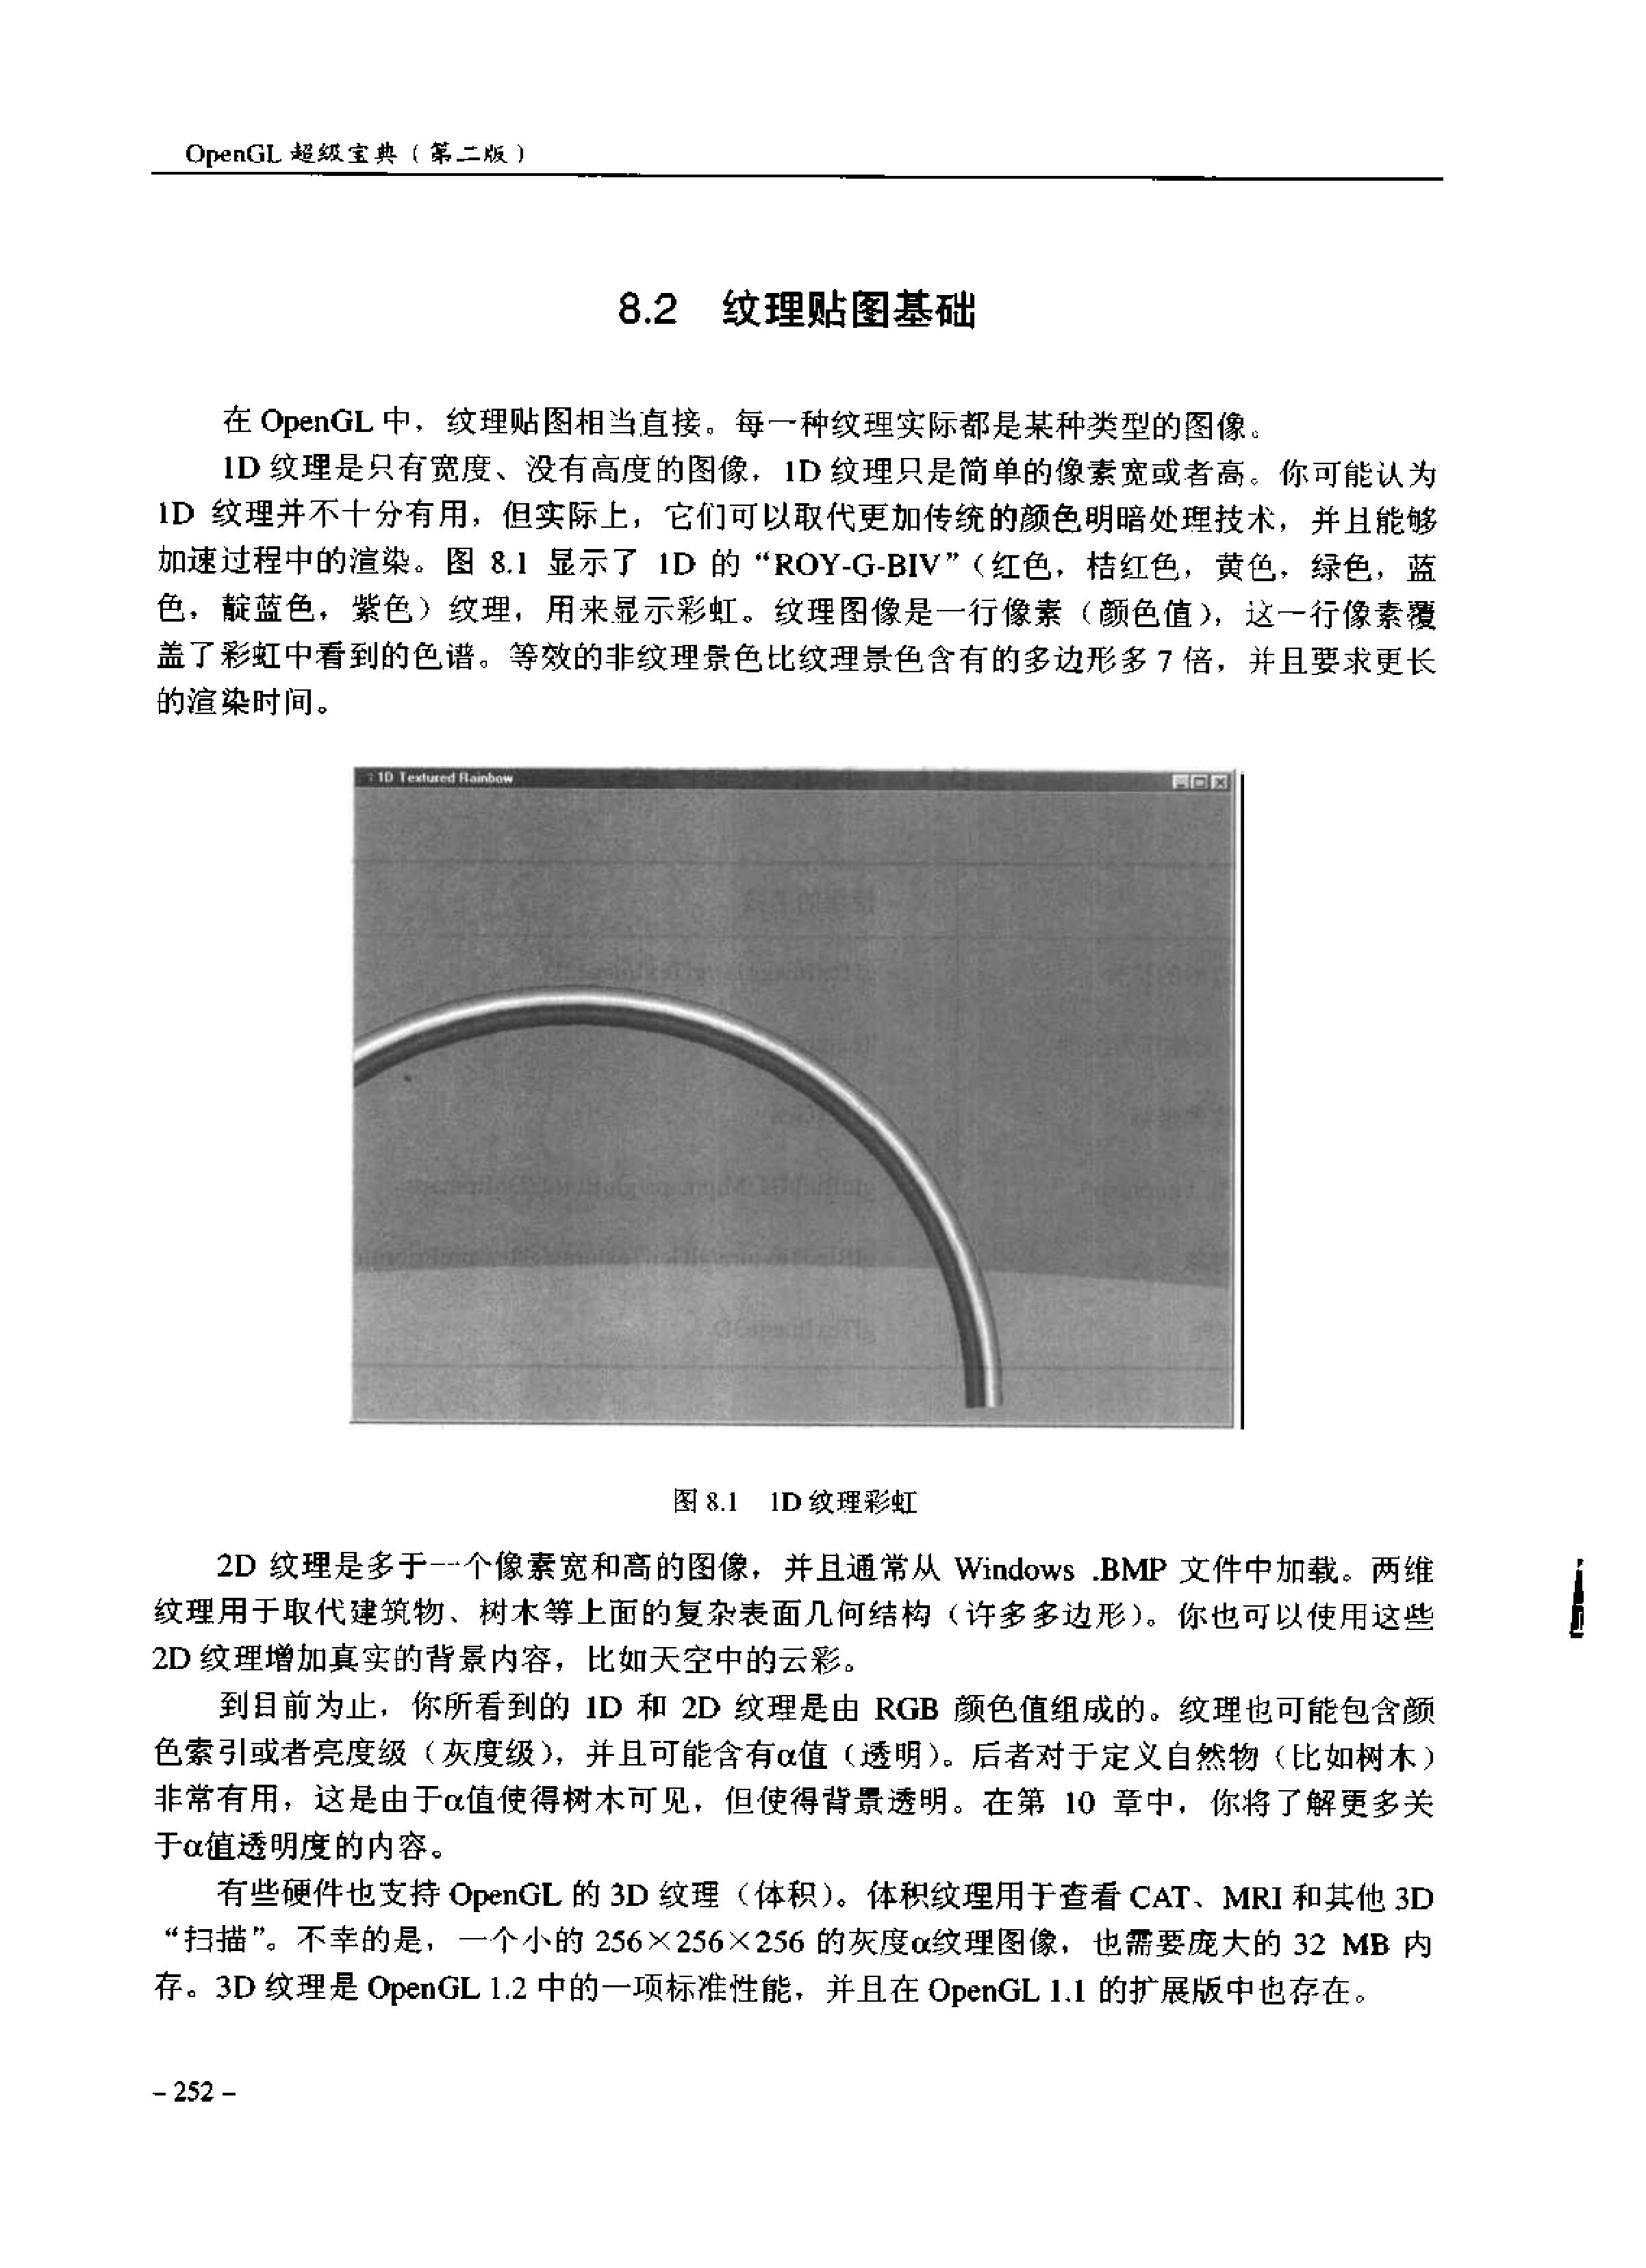 OpenGL 超级宝典（第二版）
8.2 纹理贴图基础
在 OpenGL 中，纹理贴图相当直接。每一种纹理实际都是某种类型的图像。
1D 纹理是只有宽度、没有高度的图像，1D 纹理只是简单的像素宽或者高。你可能认为
1D 纹理并不十分有用，但实际上，它们可以取代更加传统的颜色明暗处理技术，并且能够
加速过程中的渲染。图 8.1 显示了 1D 的“ROY-G-BIV”（红色，桔红色，黄色，绿色，蓝
色，靛蓝色，紫色）纹理，用来显示彩虹。纹理图像是一行像素（颜色值），这一行像素覆
盖了彩虹中看到的色谱。等效的非纹理景色比纹理景色含有的多边形多 7 倍，并且要求更长
的渲染时间。
1D Textured Rainbow
图 8.1 1D 纹理彩虹
2D 纹理是多于一个像素宽和高的图像，并且通常从 Windows .BMP 文件中加载。两维
纹理用于取代建筑物、树木等上面的复杂表面几何结构（许多多边形）。你也可以使用这些
2D 纹理增加真实的背景内容，比如天空中的云彩。
到目前为止，你所看到的 1D 和 2D 纹理是由 RGB 颜色值组成的。纹理也可能包含颜
色索引或者亮度级（灰度级），并且可能含有α值（透明）。后者对于定义自然物（比如树木）
非常有用，这是由于α值使得树木可见，但使得背景透明。在第 10 章中，你将了解更多关
于α值透明度的内容。
有些硬件也支持 OpenGL 的 3D 纹理（体积）。体积纹理用于查看 CAT、MRI 和其他 3D
“扫描”。不幸的是，一个小的 256×256×256 的灰度α纹理图像，也需要庞大的 32 MB 内
存。3D 纹理是 OpenGL 1.2 中的一项标准性能，并且在 OpenGL 1.1 的扩展版中也存在。
– 252 –